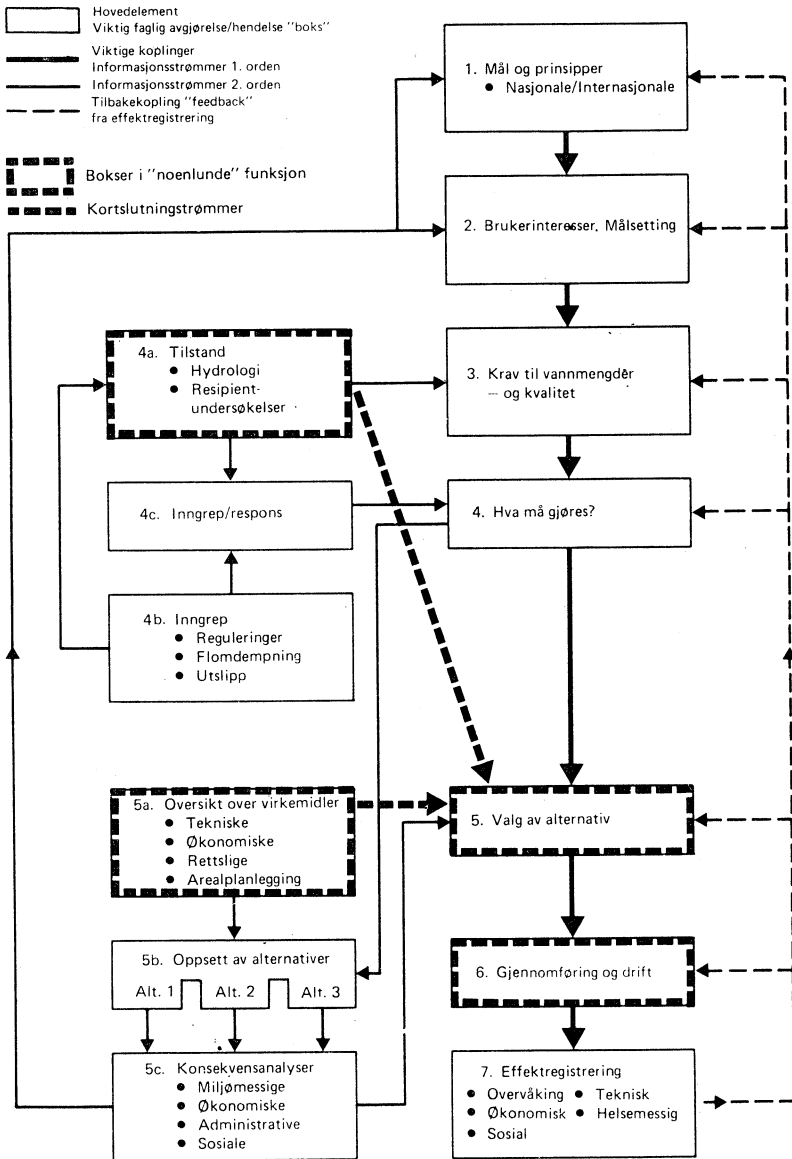 Hovedelement
Viktig faglig avgjørelse/hendelse "boks"
Viktige koplinger
Informasjonsstrømmer 1. orden
Informasjonsstrømmer 2. orden
Tilbakekopling "feedback"
fra effektregistrering
Bokser i "noenlunde" funksjon
Kortslutningstrømmer
1. Mål og prinsipper
● Nasjonale/Internasjonale
2. Brukerinteresser, Målsetting
4a. Tilstand
● Hydrologi
● Resipient-
undersøkelser
3. Krav til vannmengder
– og kvalitet
4c. Inngrep/respons
4. Hva må gjøres?
4b. Inngrep
● Reguleringer
● Flomdempning
● Utslipp
5a. Oversikt over virkemidler
● Tekniske
● Økonomiske
● Rettslige
● Arealplanlegging
5. Valg av alternativ
5b. Oppsett av alternativer
Alt. 1 Alt. 2 Alt. 3
6. Gjennomføring og drift
5c. Konsekvensanalyser
● Miljømessige
● Økonomiske
● Administrative
● Sosiale
7. Effektregistrering
● Overvåking ● Teknisk
● Økonomisk ● Helsemessig
● Sosial